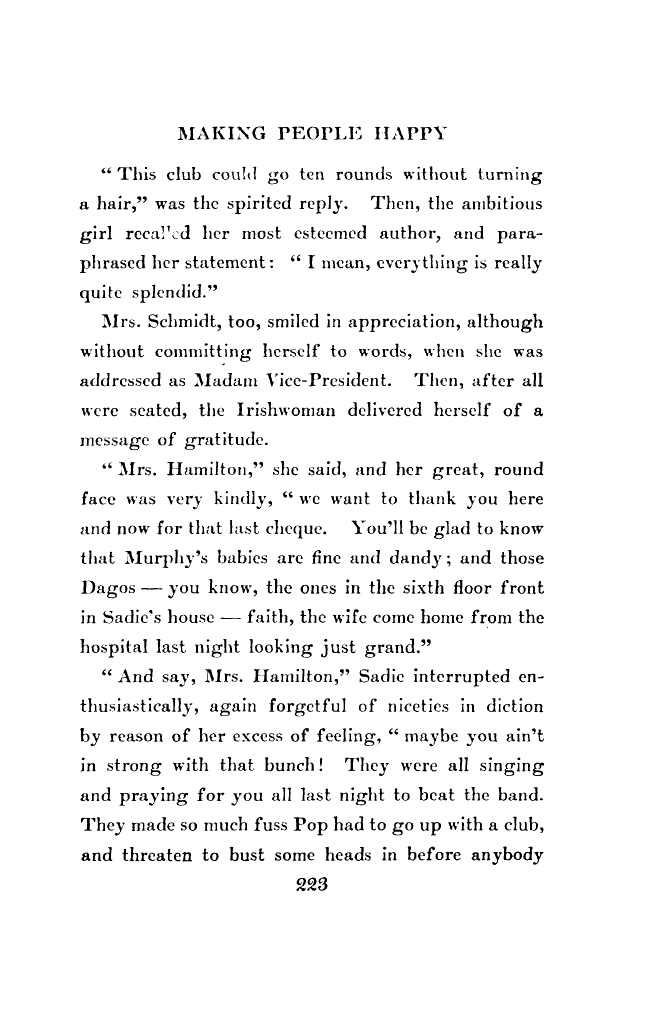 MAKING PEOPLE HAPPY
“ This club could go ten rounds without turning
a hair,” was the spirited reply. Then, the ambitious
girl recalled her most esteemed author, and para-
phrased her statement: “ I mean, everything is really
quite splendid.”
Mrs. Schmidt, too, smiled in appreciation, although
without committing herself to words, when she was
addressed as Madam Vice-President. Then, after all
were seated, the Irishwoman delivered herself of a
message of gratitude.
“ Mrs. Hamilton,” she said, and her great, round
face was very kindly, “ we want to thank you here
and now for that last cheque. You’ll be glad to know
that Murphy’s babies are fine and dandy; and those
Dagos — you know, the ones in the sixth floor front
in Sadie’s house — faith, the wife come home from the
hospital last night looking just grand.”
“ And say, Mrs. Hamilton,” Sadie interrupted en-
thusiastically, again forgetful of niceties in diction
by reason of her excess of feeling, “ maybe you ain’t
in strong with that bunch! They were all singing
and praying for you all last night to beat the band.
They made so much fuss Pop had to go up with a club,
and threaten to bust some heads in before anybody
223